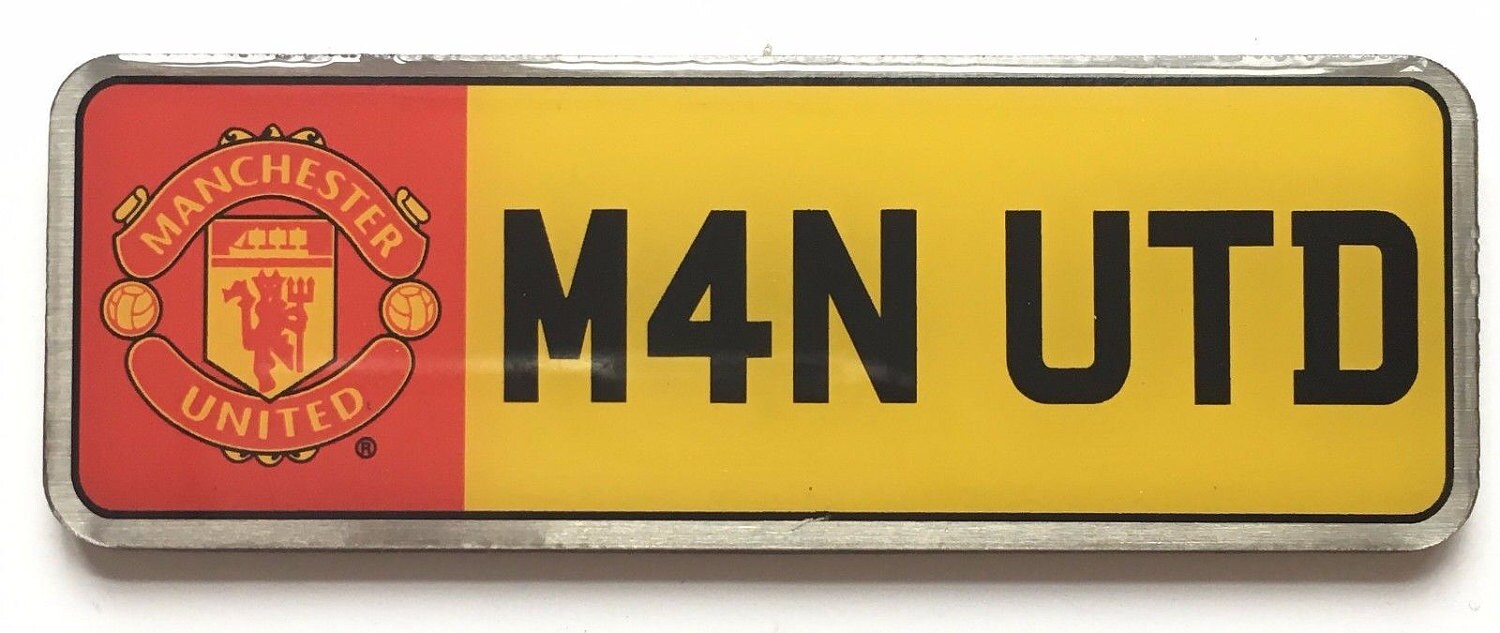 MANCHESTER
UNITED
®
M4N UTD